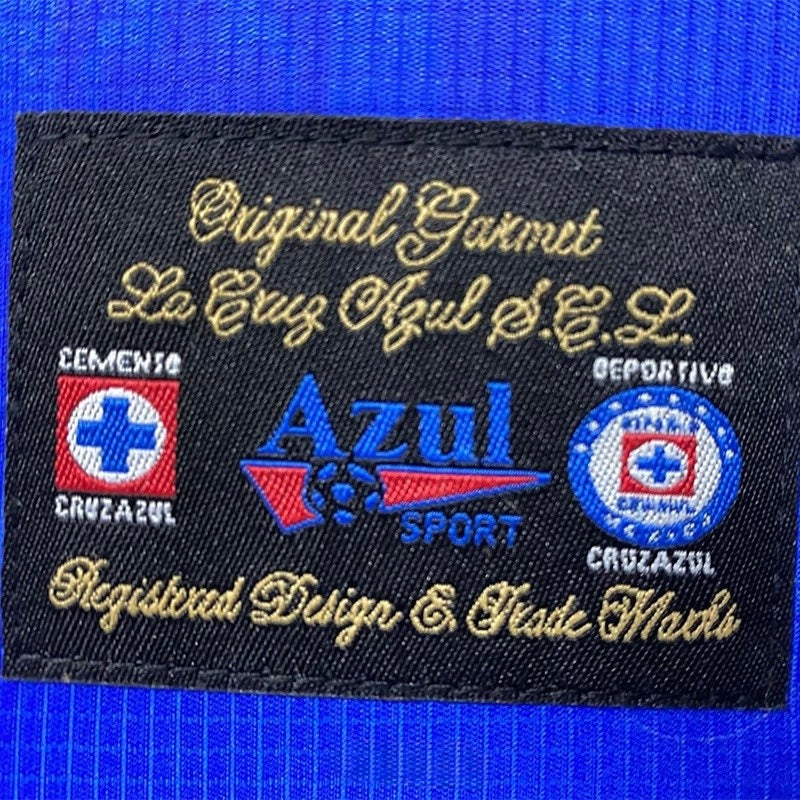 Original Garmet
La Cruz Azul S.C.L.
CEMENTO
CRUZAZUL
Azul
SPORT
DEPORTIVO
CRUZAZUL
Registered Design & Trade Marks